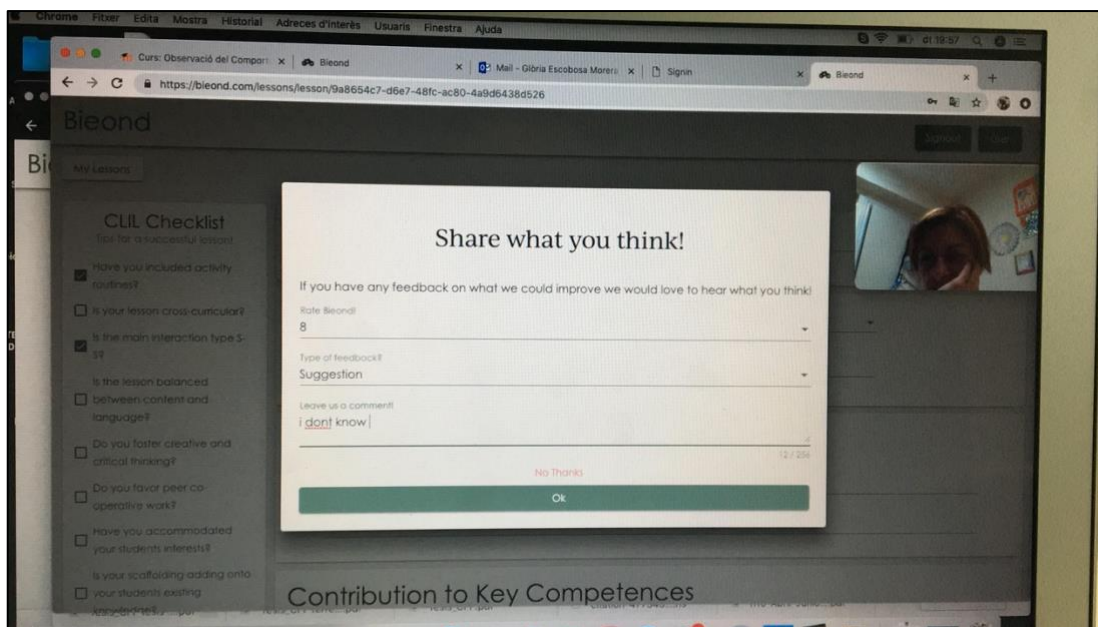 Chrome Fitxer Edita Mostra Historial Adreces d'interès Usuaris Finestra Ajuda
dl 19:57
Curs: Observació del Comport
Bieond
Mail – Glòria Escobosa Morera
Signin
Bieond
https://bieond.com/lessons/lesson/9a8654c7-d6e7-48fc-ac80-4a9d6438d526
Bieond
Signout
My Lessons
CLIL Checklist
Tips for a successful lesson!
Have you included activity
routines?
Is your lesson cross-curricular?
Is the main interaction type S-
S?
Is the lesson balanced
between content and
language?
Do you foster creative and
critical thinking?
Do you favor peer co-
operative work?
Have you accommodated
your students interests?
Is your scaffolding adding onto
your students existing
knowledge?
Share what you think!
If you have any feedback on what we could improve we would love to hear what you think!
Rate Bieond!
8
Type of feedback?
Suggestion
Leave us a comment!
i dont know
12 / 256
No Thanks
Ok
Contribution to Key Competences